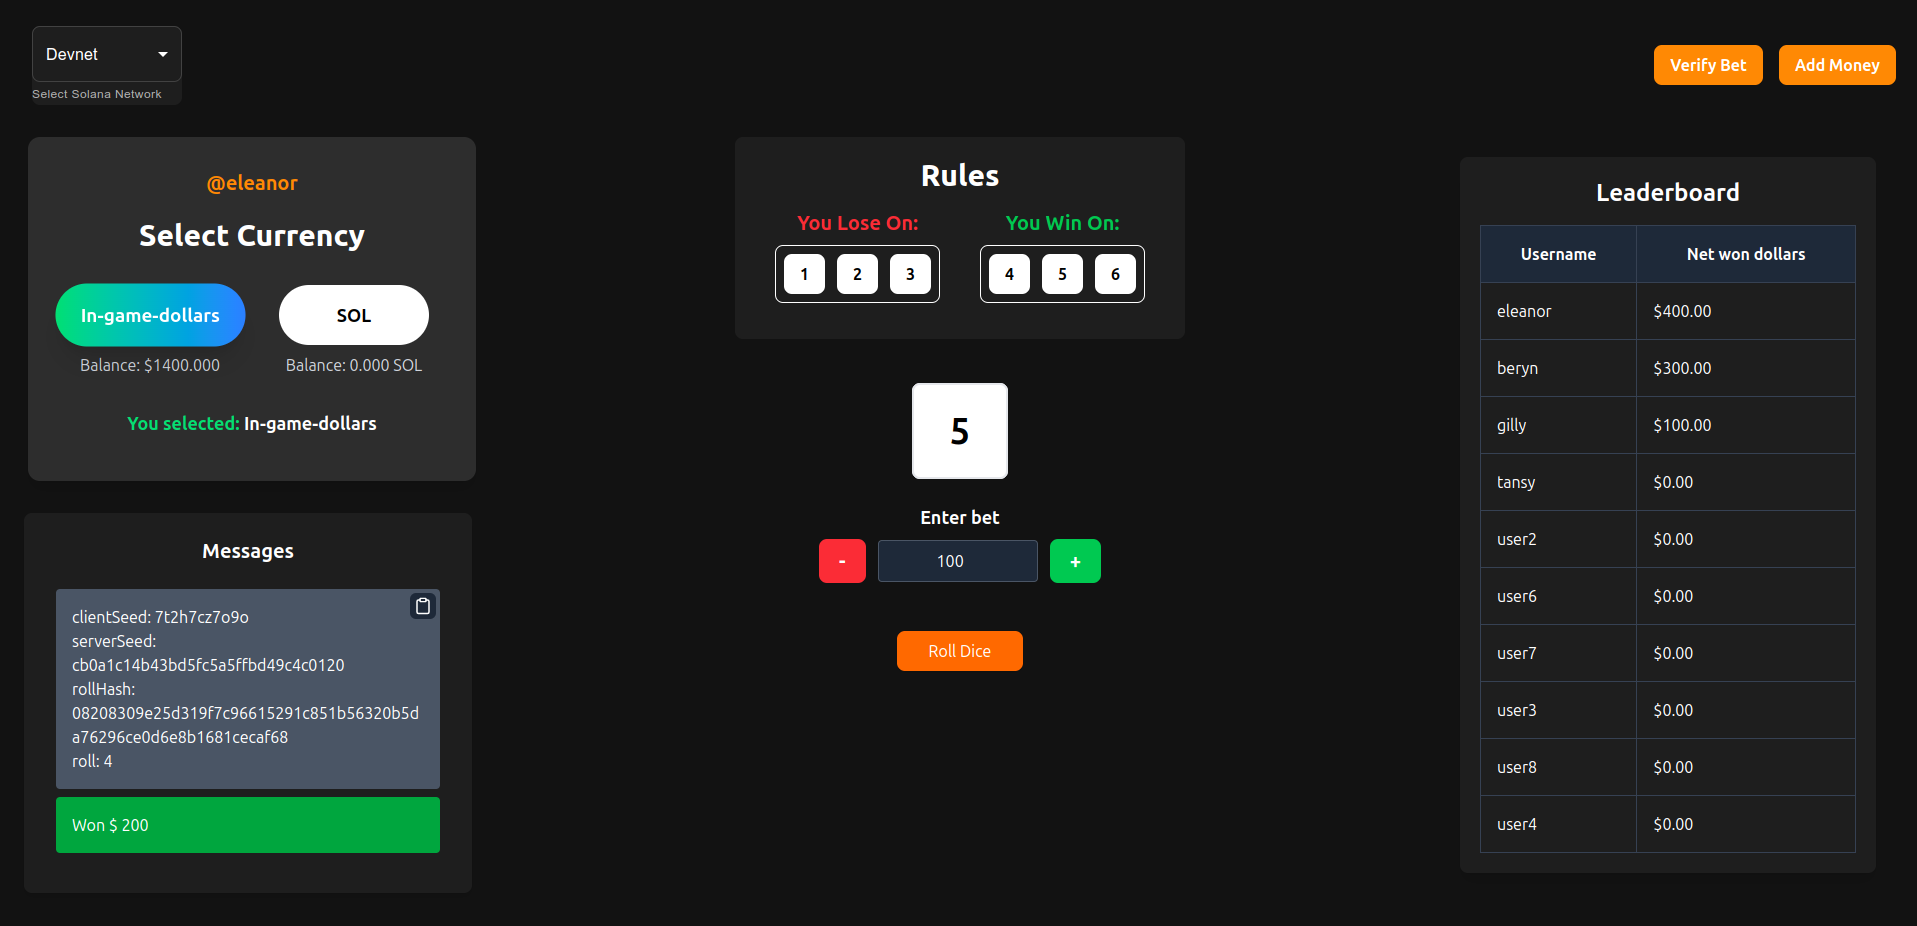 Devnet
Select Solana Network
Verify Bet
Add Money
@eleanor
Select Currency
In-game-dollars
SOL
Balance: $1400.000
Balance: 0.000 SOL
You selected: In-game-dollars
Messages
clientSeed: 7t2h7cz7o9o
serverSeed:
cb0a1c14b43bd5fc5a5ffbd49c4c0120
rollHash:
08208309e25d319f7c96615291c851b56320b5d
a76296ce0d6e8b1681cecaf68
roll: 4
Won $ 200
Rules
You Lose On:
You Win On:
1 2 3
4 5 6
5
Enter bet
- 100 +
Roll Dice
Leaderboard
Username Net won dollars
eleanor $400.00
beryn $300.00
gilly $100.00
tansy $0.00
user2 $0.00
user6 $0.00
user7 $0.00
user3 $0.00
user8 $0.00
user4 $0.00